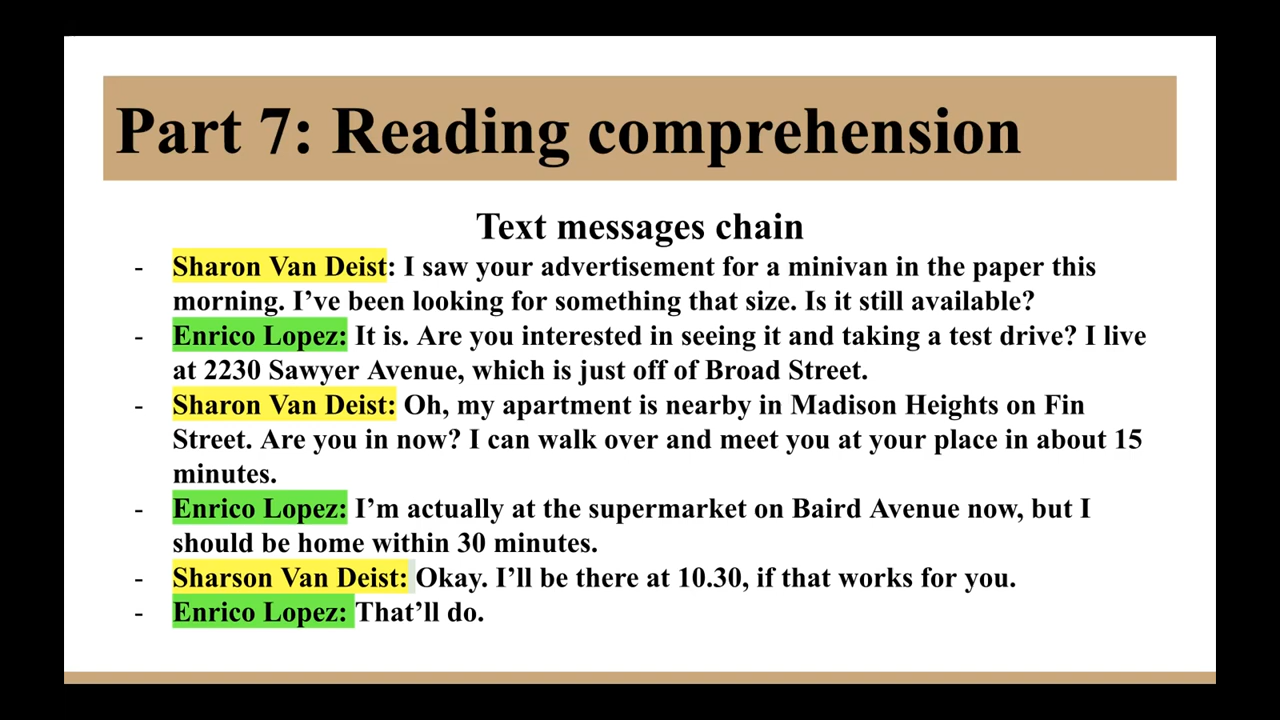 Part 7: Reading comprehension
Text messages chain
- Sharon Van Deist: I saw your advertisement for a minivan in the paper this
morning. I’ve been looking for something that size. Is it still available?
- Enrico Lopez: It is. Are you interested in seeing it and taking a test drive? I live
at 2230 Sawyer Avenue, which is just off of Broad Street.
- Sharon Van Deist: Oh, my apartment is nearby in Madison Heights on Fin
Street. Are you in now? I can walk over and meet you at your place in about 15
minutes.
- Enrico Lopez: I’m actually at the supermarket on Baird Avenue now, but I
should be home within 30 minutes.
- Sharson Van Deist: Okay. I’ll be there at 10.30, if that works for you.
- Enrico Lopez: That’ll do.